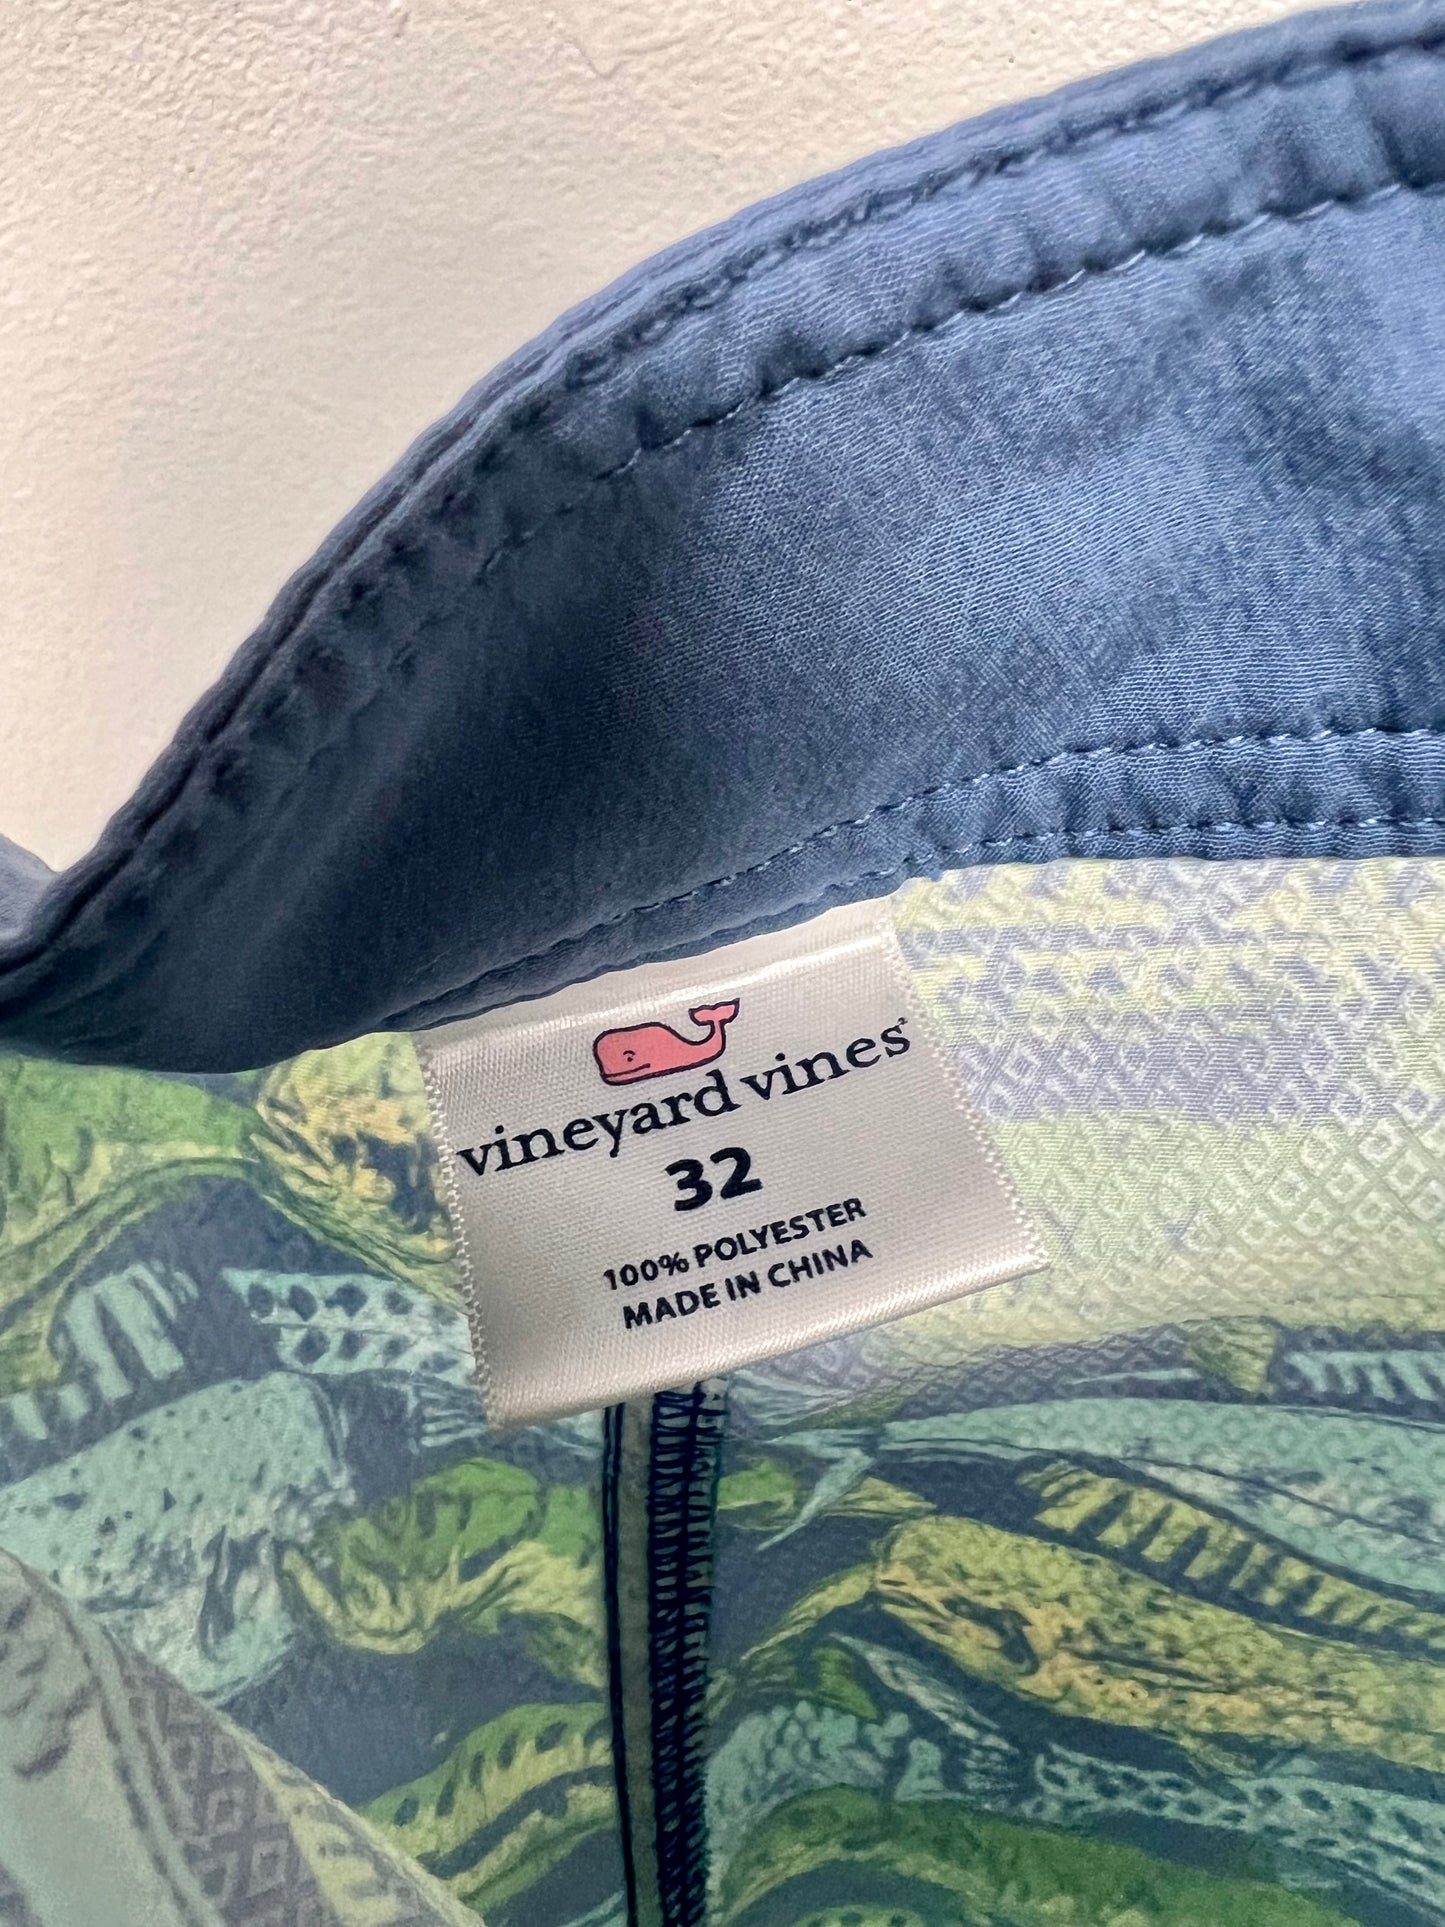 vineyard vines
32
100% POLYESTER
MADE IN CHINA